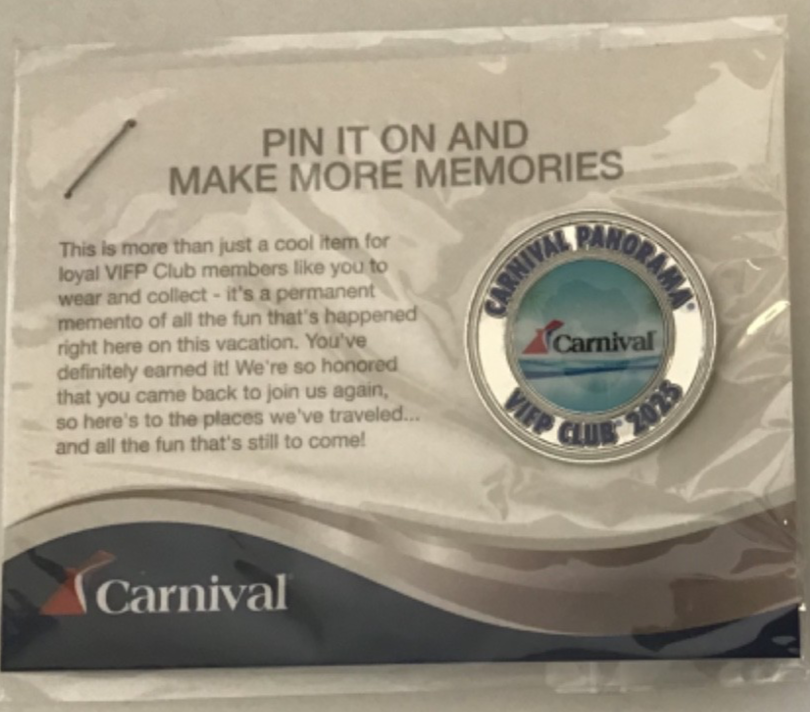 PIN IT ON AND
MAKE MORE MEMORIES
This is more than just a cool item for
loyal VIFP Club members like you to
wear and collect - it's a permanent
memento of all the fun that's happened
right here on this vacation. You've
definitely earned it! We're so honored
that you came back to join us again,
so here's to the places we've traveled...
and all the fun that's still to come!
CARNIVAL PANORAMA®
Carnival
VIFP CLUB® 2025
Carnival